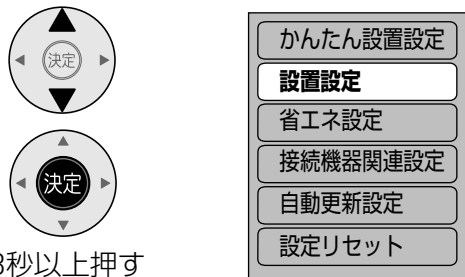 決定
決定
3秒以上押す
かんたん設置設定
設置設定
省エネ設定
接続機器関連設定
自動更新設定
設定リセット